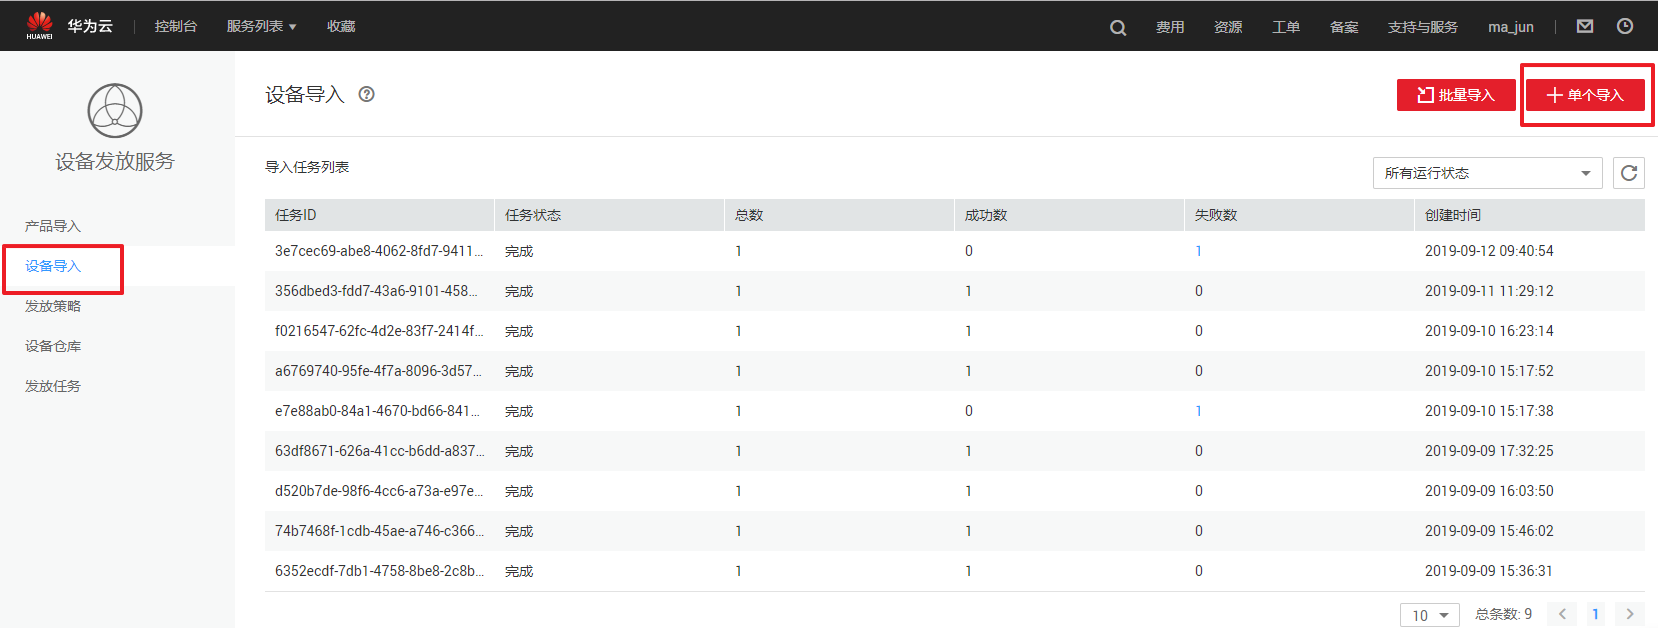 HUAWEI 华为云 控制台 服务列表 收藏 费用 资源 工单 备案 支持与服务 ma_jun
设备发放服务
产品导入
设备导入
发放策略
设备仓库
发放任务
设备导入 ?
批量导入 单个导入
导入任务列表
所有运行状态
任务ID 任务状态 总数 成功数 失败数 创建时间
3e7cec69-abe8-4062-8fd7-9411... 完成 1 0 1 2019-09-12 09:40:54
356dbed3-fdd7-43a6-9101-458... 完成 1 1 0 2019-09-11 11:29:12
f0216547-62fc-4d2e-83f7-2414f... 完成 1 1 0 2019-09-10 16:23:14
a6769740-95fe-4f7a-8096-3d57... 完成 1 1 0 2019-09-10 15:17:52
e7e88ab0-84a1-4670-bd66-841... 完成 1 0 1 2019-09-10 15:17:38
63df8671-626a-41cc-b6dd-a837... 完成 1 1 0 2019-09-09 17:32:25
d520b7de-98f6-4cc6-a73a-e97e... 完成 1 1 0 2019-09-09 16:03:50
74b7468f-1cdb-45ae-a746-c366... 完成 1 1 0 2019-09-09 15:46:02
6352ecdf-7db1-4758-8be8-2c8b... 完成 1 1 0 2019-09-09 15:36:31
10 总条数: 9 < 1 >